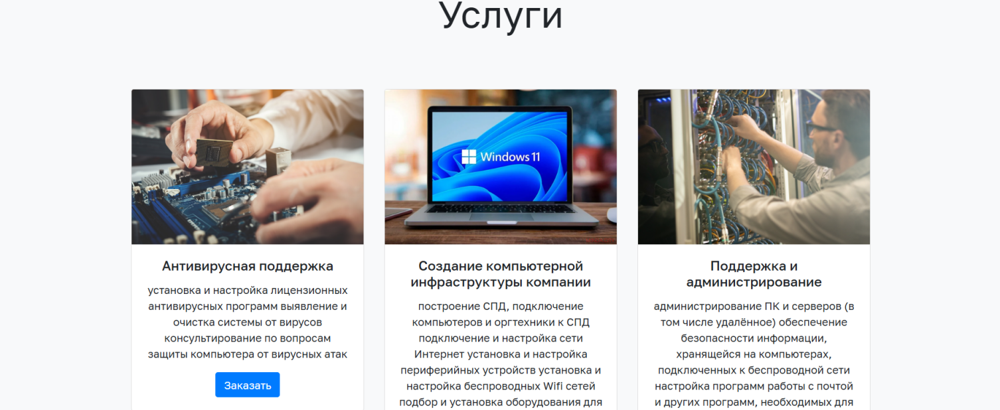 Услуги
Windows 11
Антивирусная поддержка
установка и настройка лицензионных
антивирусных программ выявление и
очистка системы от вирусов
консультирование по вопросам
защиты компьютера от вирусных атак
Заказать
Создание компьютерной
инфраструктуры компании
построение СПД, подключение
компьютеров и оргтехники к СПД
подключение и настройка сети
Интернет установка и настройка
периферийных устройств установка и
настройка беспроводных Wifi сетей
подбор и установка оборудования для
Поддержка и
администрирование
администрирование ПК и серверов (в
том числе удалённое) обеспечение
безопасности информации,
хранящейся на компьютерах,
подключенных к беспроводной сети
настройка программ работы с почтой
и других программ, необходимых для